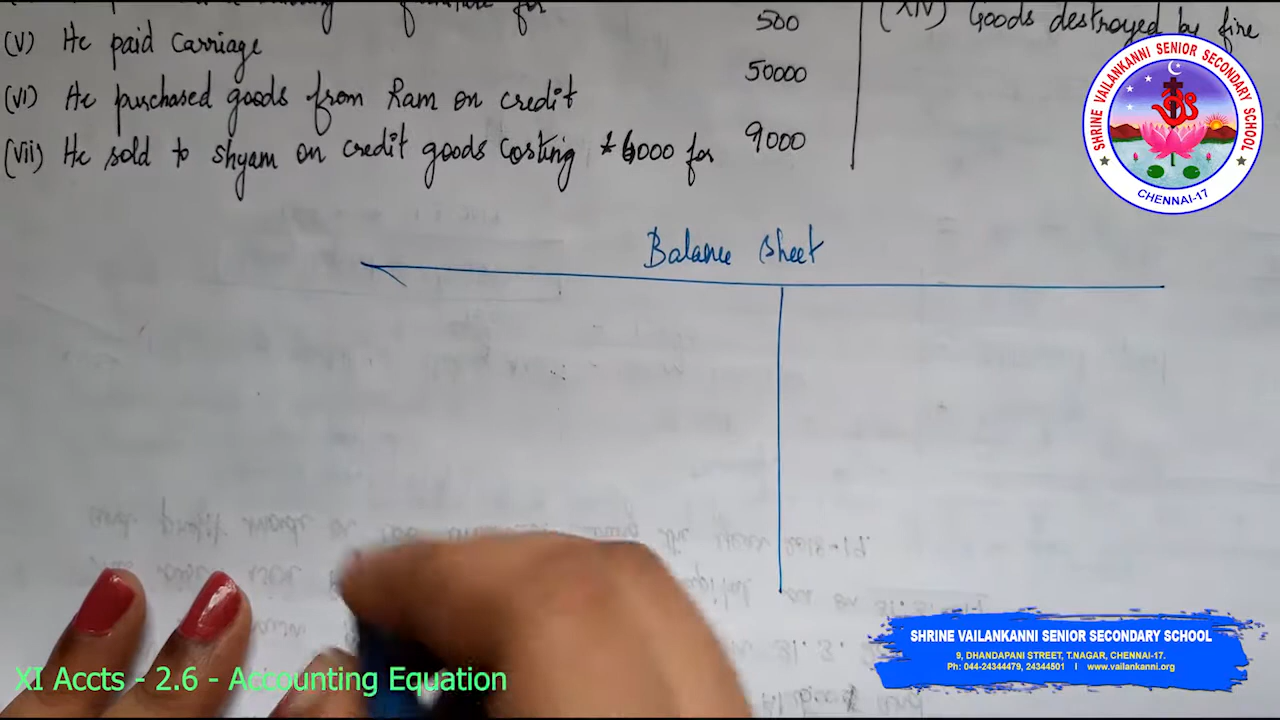 500
(V) He paid Carriage
50000
(VI) He purchased goods from Ram on credit
(Vii) He sold to Shyam on credit goods Costing 6000 for 9000
(XIV) Goods destroyed by fire
Balance Sheet
SHRINE VAILANKANNI SENIOR SECONDARY SCHOOL
CHENNAI-17
XI Accts - 2.6 - Accounting Equation
SHRINE VAILANKANNI SENIOR SECONDARY SCHOOL
9, DHANDAPANI STREET, T.NAGAR, CHENNAI-17.
Ph: 044-24344479, 24344501 I www.vailankanni.org